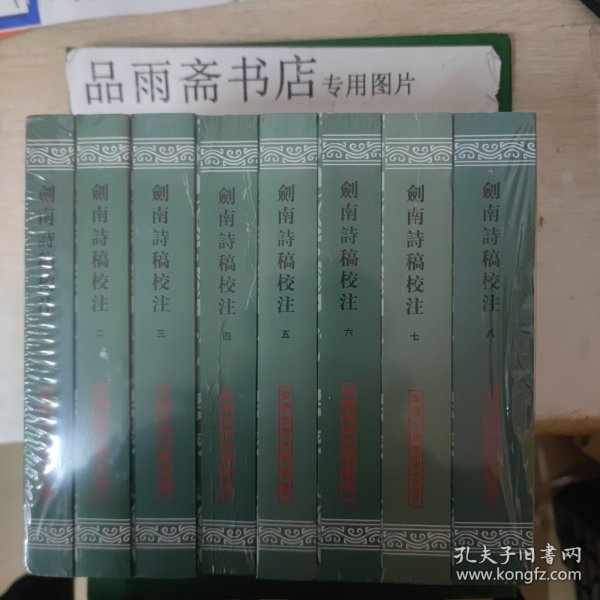 品雨斋书店 专用图片
劍南詩稿校注
劍南詩稿校注 二
劍南詩稿校注 三
劍南詩稿校注 四
劍南詩稿校注 五
劍南詩稿校注 六
劍南詩稿校注 七
劍南詩稿校注 八
孔夫子旧书网
www.kongfz.com